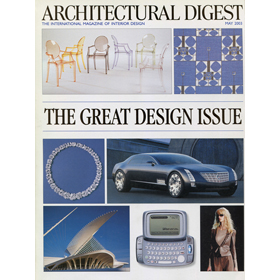 ARCHITECTURAL DIGEST
THE INTERNATIONAL MAGAZINE OF INTERIOR DESIGN MAY 2003
THE GREAT DESIGN ISSUE